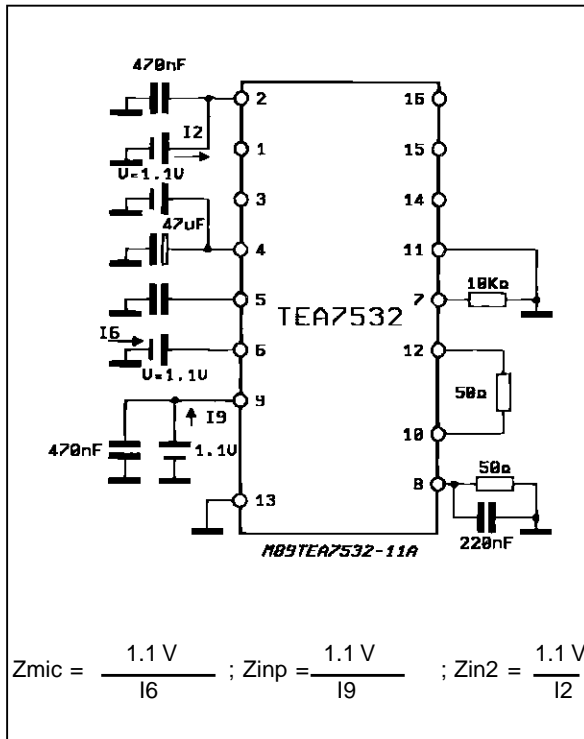 470nF
2
16
I2
1
15
V=1.1V
3
14
47uF
4
11
5
7
10KΩ
TEA7532
I6
6
12
V=1.1V
50Ω
9
I9
470nF
1.1V
10
8
50Ω
13
220nF
M89TEA7532-11A
Zmic = 1.1 V / I6 ; Zinp = 1.1 V / I9 ; Zin2 = 1.1 V / I2